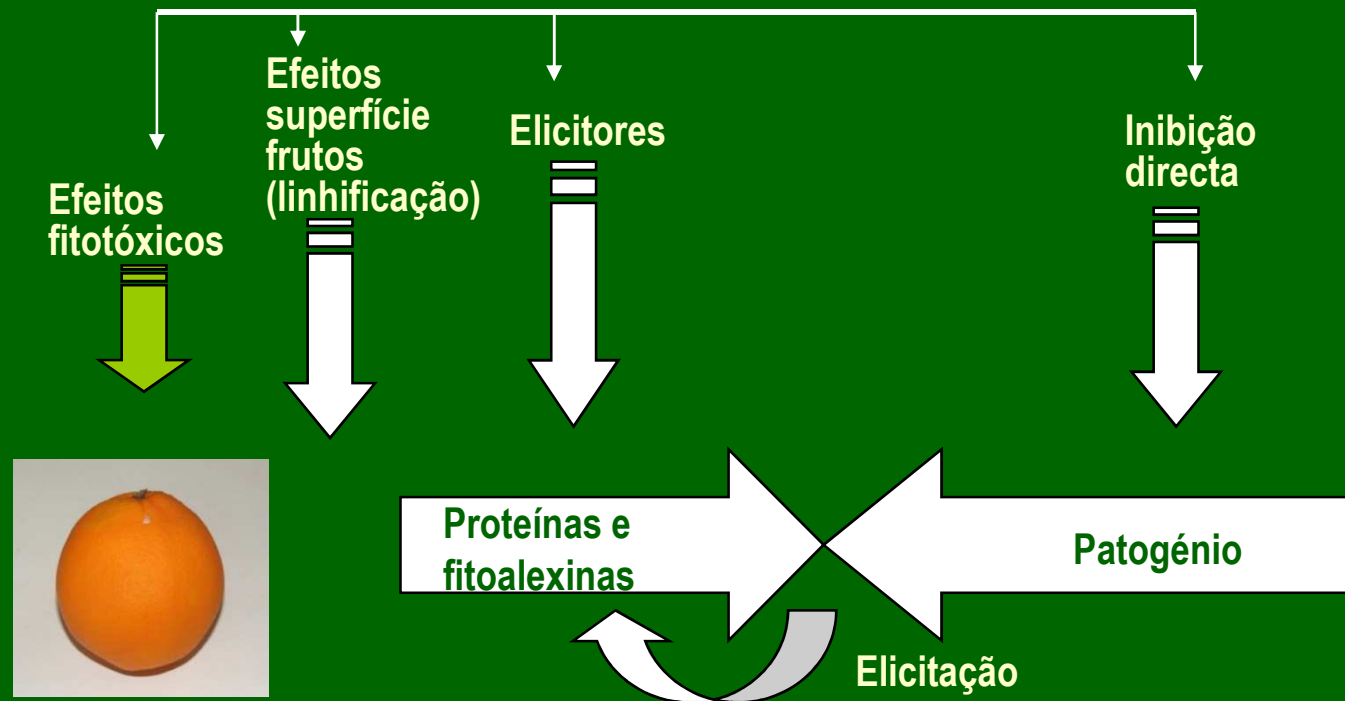 Efeitos
fitotóxicos
Efeitos
superfície
frutos
(linhificação)
Elicitores
Inibição
directa
Proteínas e
fitoalexinas
Patogénio
Elicitação